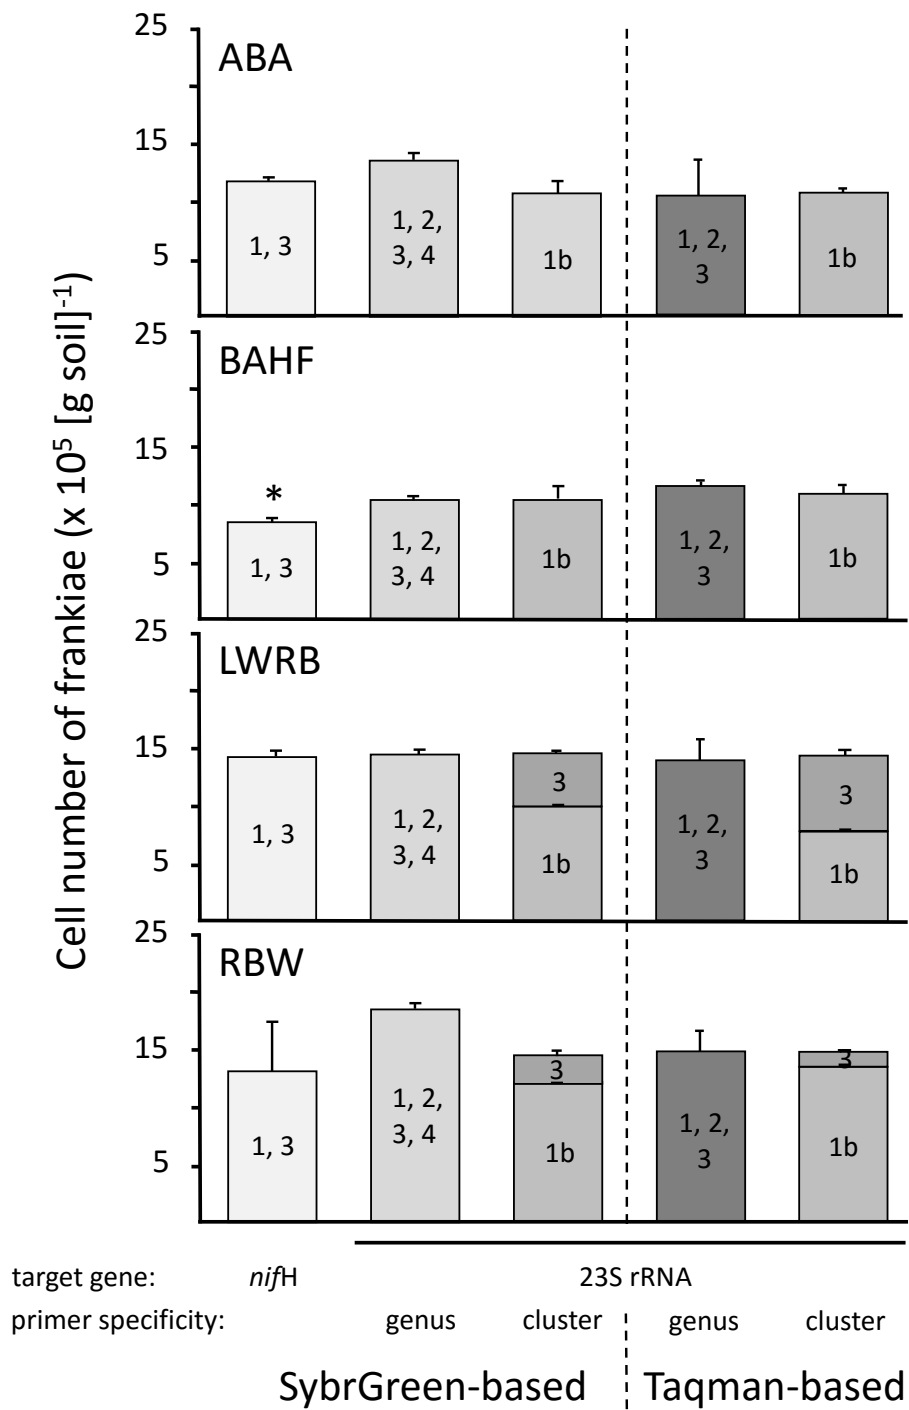 Cell number of frankiae (x 10⁵ [g soil]⁻¹)
25
ABA
15
5
1, 3
1, 2,
3, 4
1b
1, 2,
3
1b
25
BAHF
15
5
*
1, 3
1, 2,
3, 4
1b
1, 2,
3
1b
25
LWRB
15
5
1, 3
1, 2,
3, 4
3
1b
1, 2,
3
3
1b
25
RBW
15
5
1, 3
1, 2,
3, 4
3
1b
1, 2,
3
3
1b
target gene: nifH 23S rRNA
primer specificity: genus cluster genus cluster
SybrGreen-based Taqman-based